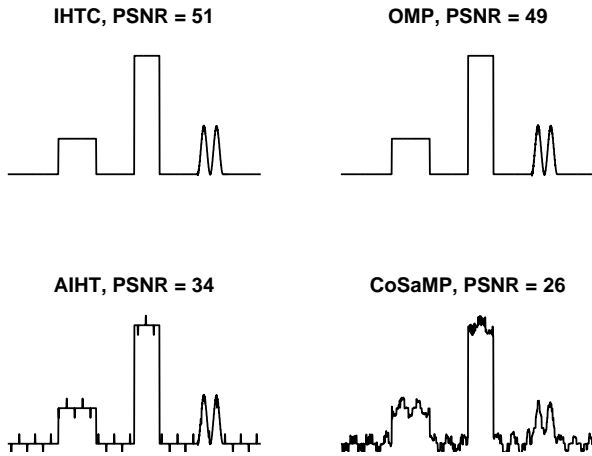 IHTC, PSNR = 51
OMP, PSNR = 49
AIHT, PSNR = 34
CoSaMP, PSNR = 26